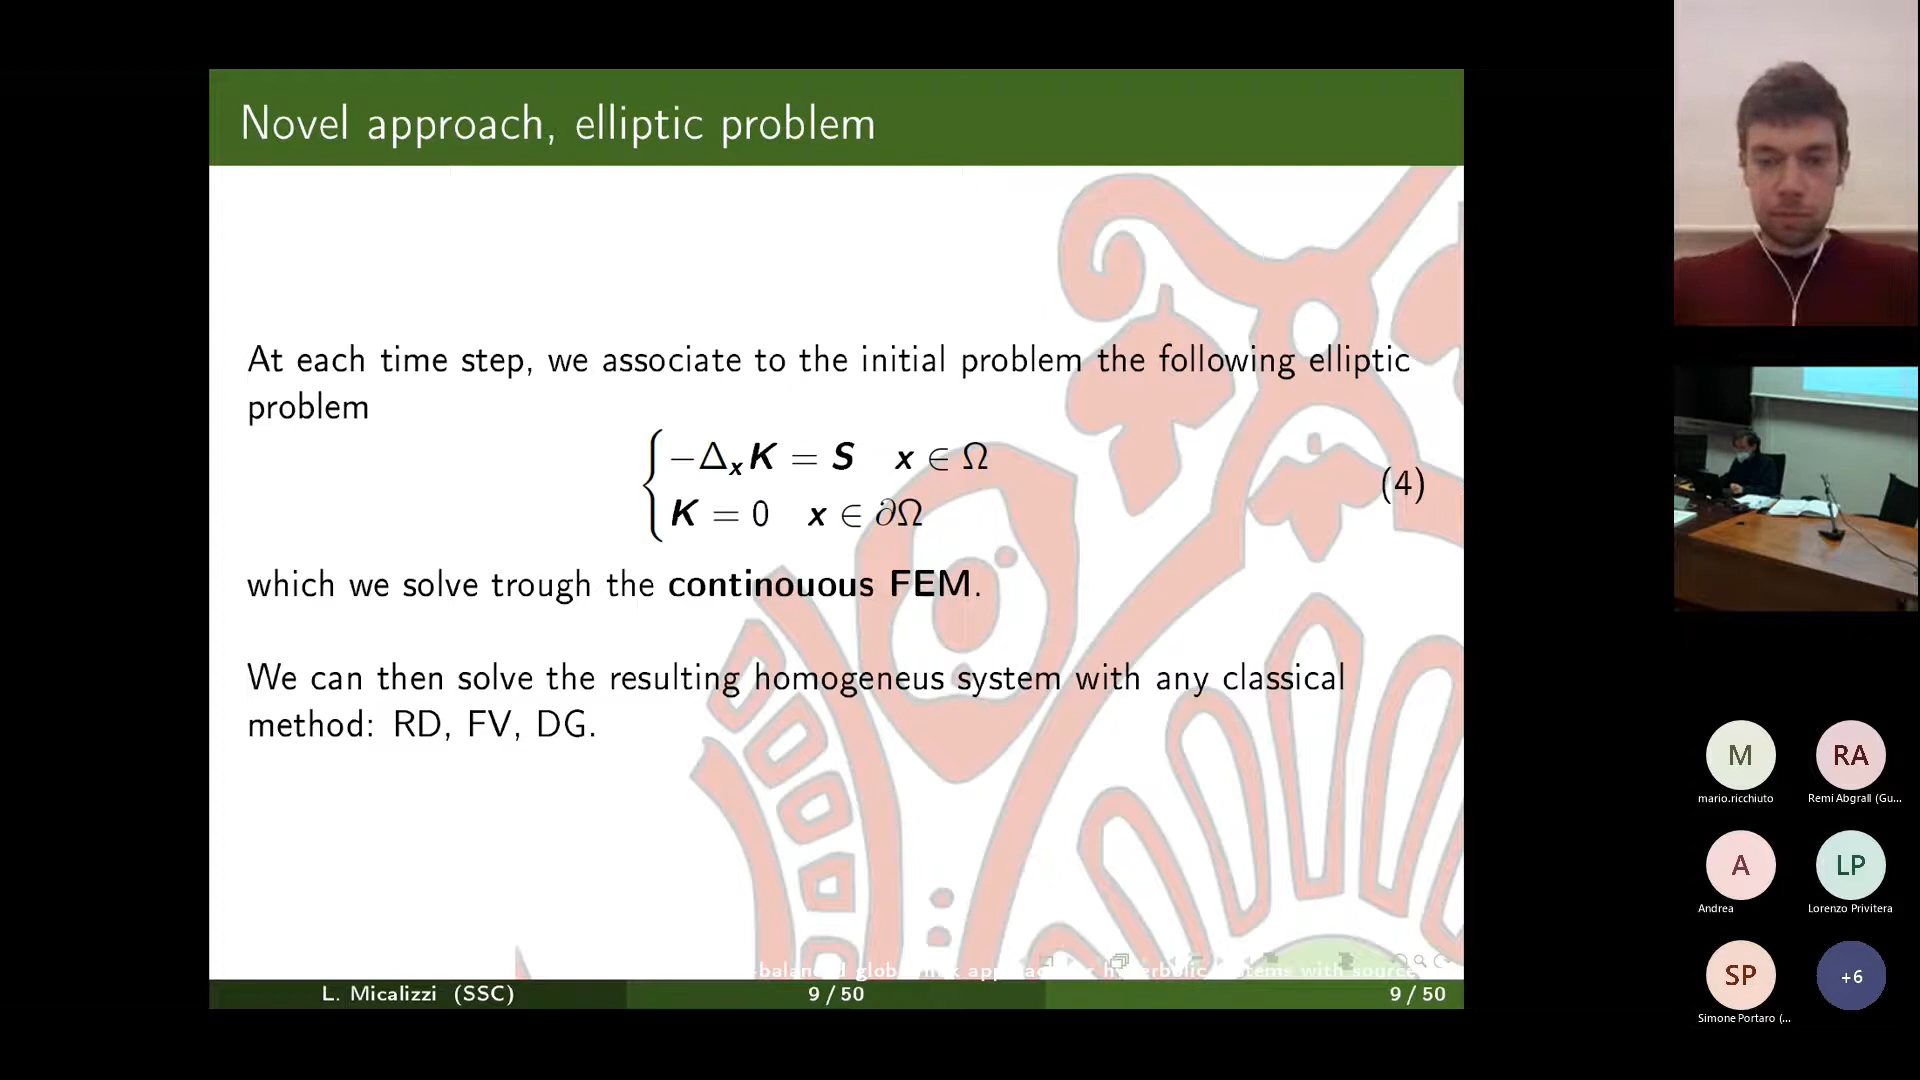 Novel approach, elliptic problem
At each time step, we associate to the initial problem the following elliptic
problem
−Δ𝒙 𝑲 = 𝑺 𝒙 ∈ Ω
𝑲 = 0 𝒙 ∈ ∂Ω
(4)
which we solve trough the continouous FEM.
We can then solve the resulting homogeneus system with any classical
method: RD, FV, DG.
L. Micalizzi (SSC)
9 / 50
9 / 50
M
RA
mario.ricchiuto
Remi Abgrall (Gu...
A
LP
Andrea
Lorenzo Privitera
SP
+6
Simone Portaro (...